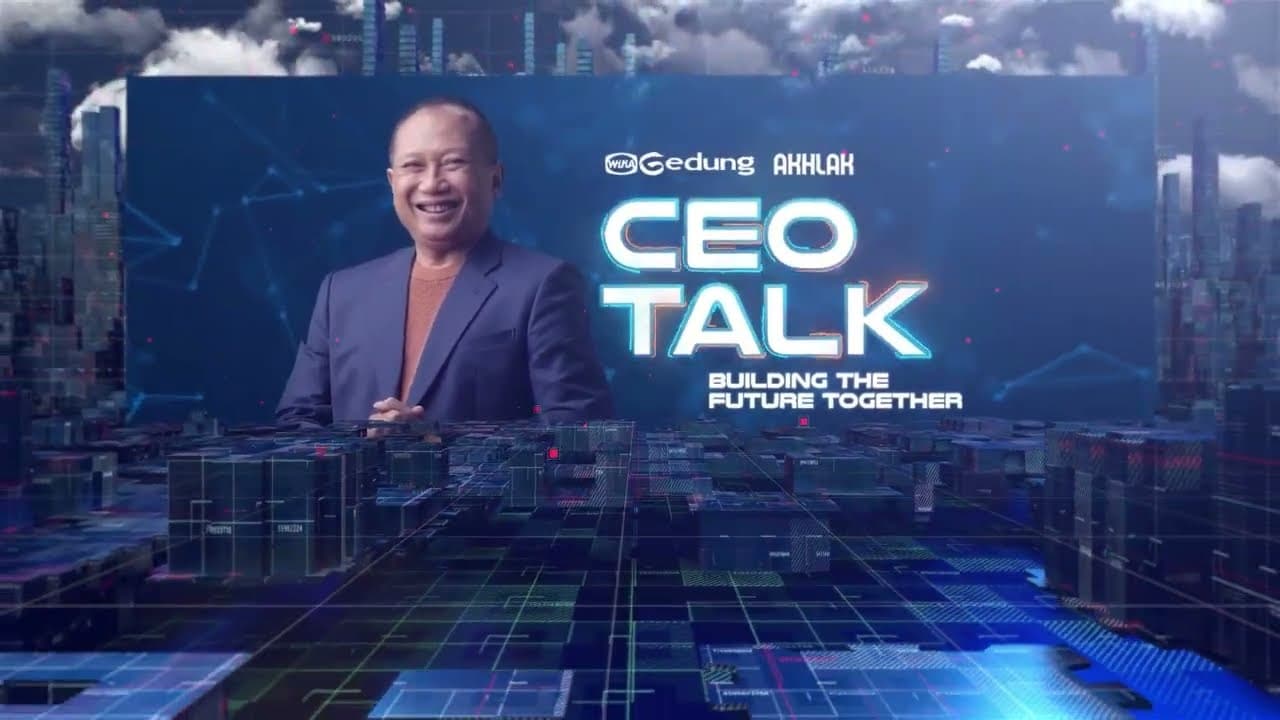 WIKA Gedung AKHLAK
CEO
TALK
BUILDING THE
FUTURE TOGETHER